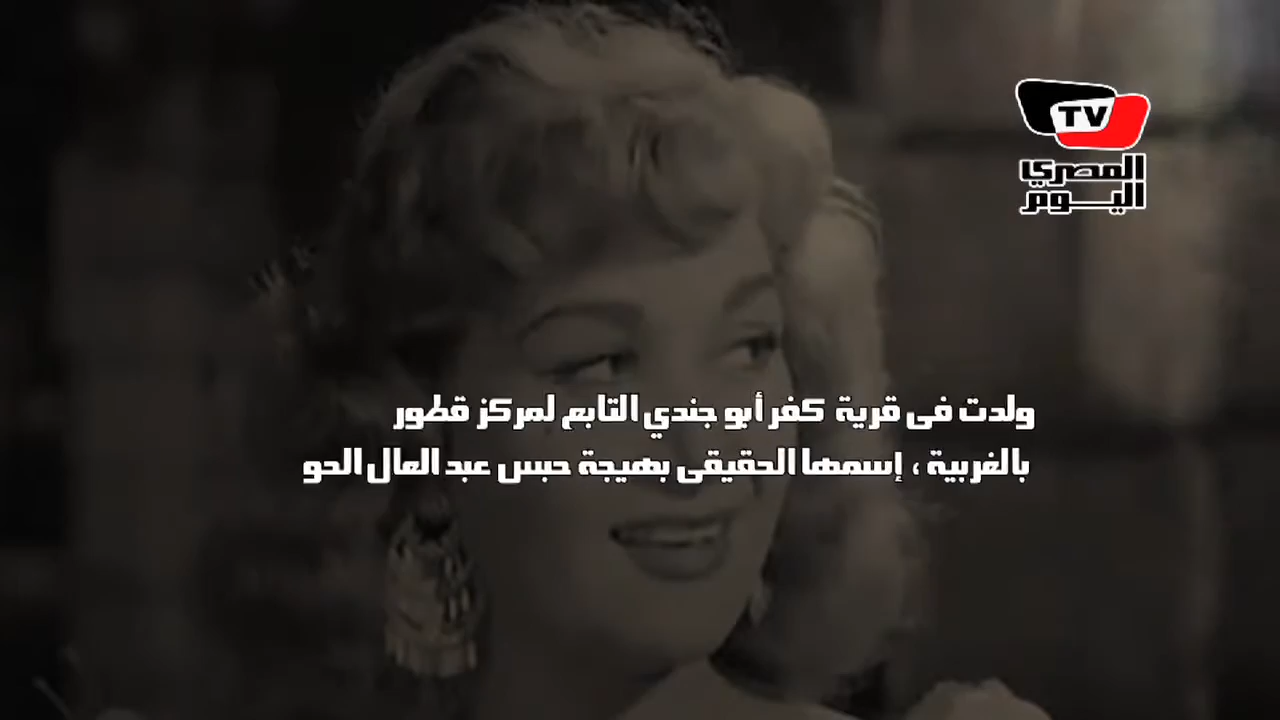 TV
المصري
اليوم
ولدت فى قرية كفر أبو جندي التابع لمركز قطور
بالغربية ، إسمها الحقيقى بهيجة حبس عبد العال الحو